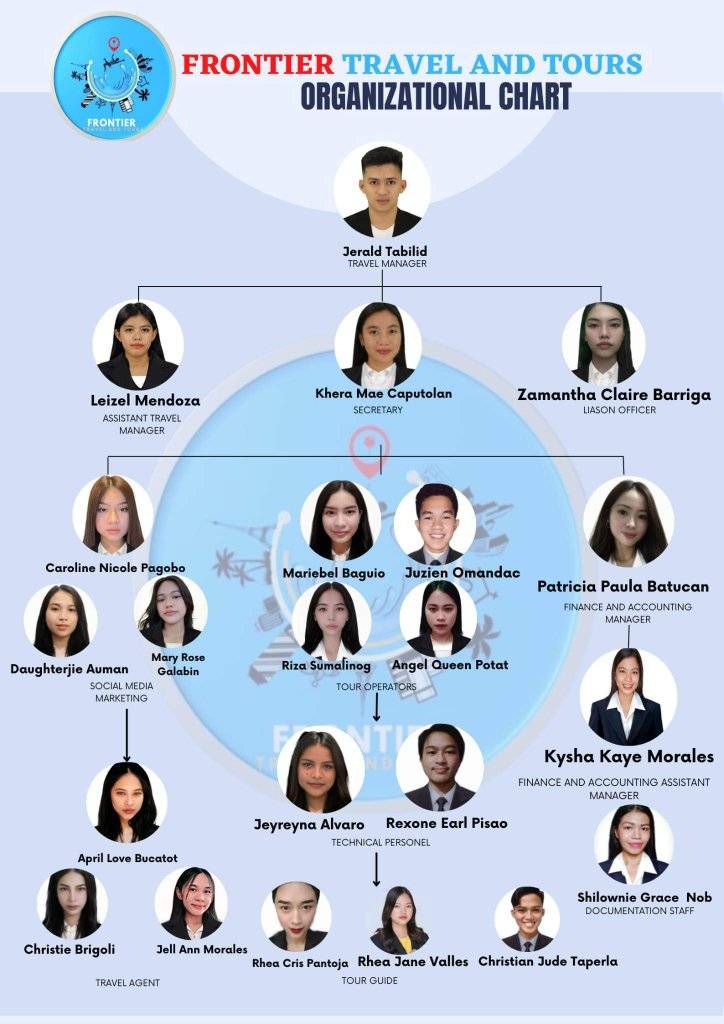 FRONTIER TRAVEL AND TOURS
ORGANIZATIONAL CHART
FRONTIER
TRAVEL AND TOURS
Jerald Tabilid
TRAVEL MANAGER
Leizel Mendoza
ASSISTANT TRAVEL
MANAGER
Khera Mae Caputolan
SECRETARY
Zamantha Claire Barriga
LIASON OFFICER
Caroline Nicole Pagobo
Mariebel Baguio
Juzien Omandac
Patricia Paula Batucan
FINANCE AND ACCOUNTING
MANAGER
Daughterjie Auman
Mary Rose
Galabin
SOCIAL MEDIA
MARKETING
Riza Sumalinog
Angel Queen Potat
TOUR OPERATORS
FRONTIER
Kysha Kaye Morales
FINANCE AND ACCOUNTING ASSISTANT
MANAGER
Jeyreyna Alvaro
Rexone Earl Pisao
TECHNICAL PERSONEL
April Love Bucatot
Shilownie Grace Nob
DOCUMENTATION STAFF
Christie Brigoli
Jell Ann Morales
TRAVEL AGENT
Rhea Cris Pantoja
Rhea Jane Valles
Christian Jude Taperla
TOUR GUIDE